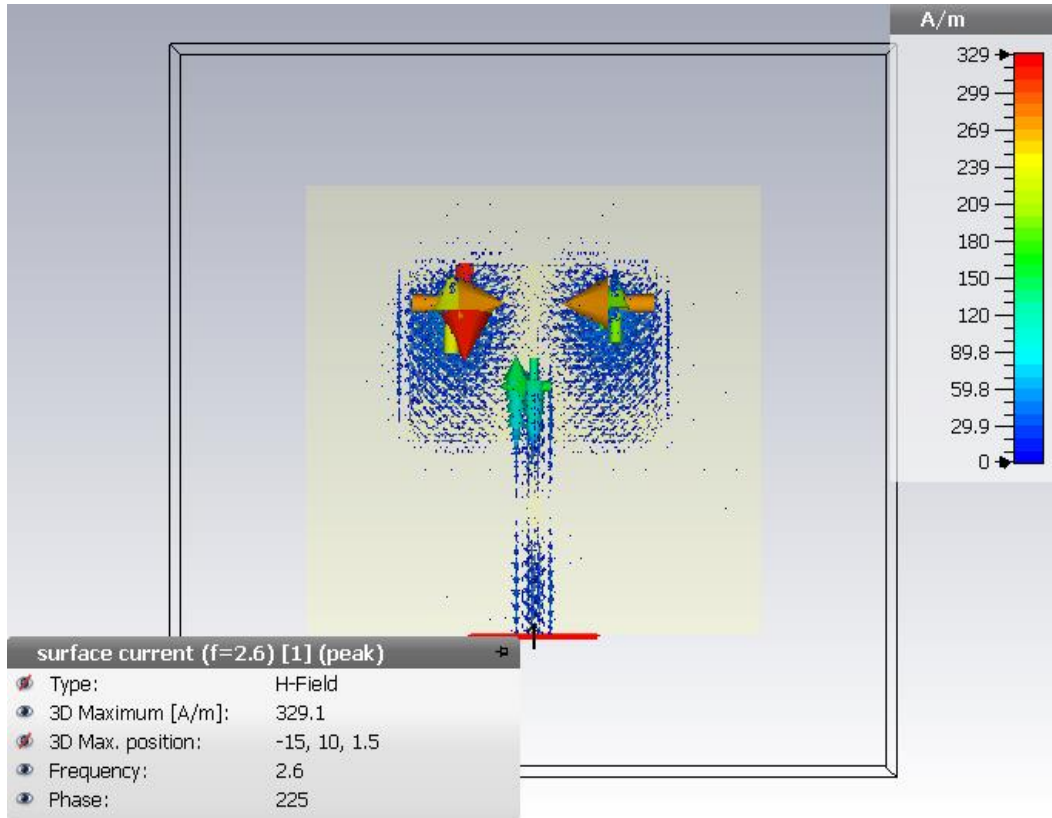 A/m
329
299
269
239
209
180
150
120
89.8
59.8
29.9
0
surface current (f=2.6) [1] (peak)
Type: H-Field
3D Maximum [A/m]: 329.1
3D Max. position: -15, 10, 1.5
Frequency: 2.6
Phase: 225